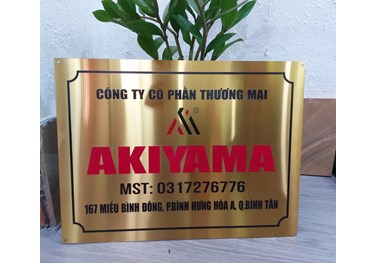 CÔNG TY CỔ PHẦN THƯƠNG MẠI
®
AKIYAMA
MST: 0317276776
167 MIẾU BÌNH ĐÔNG, P.BÌNH HƯNG HÒA A, Q.BÌNH TÂN